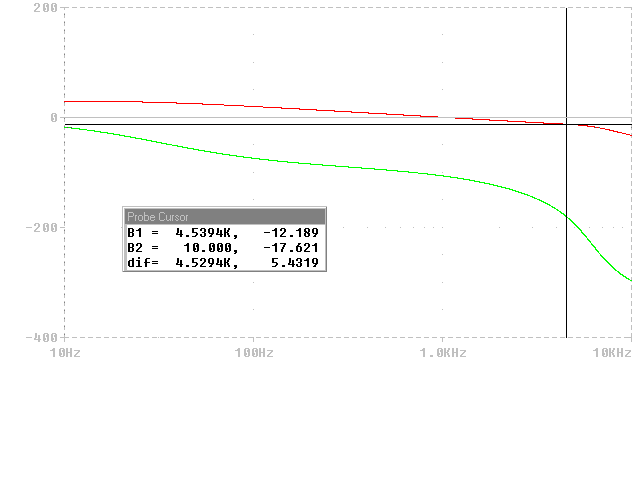 200
0
Probe Cursor
B1 = 4.5394K, -12.189
-200
B2 = 10.000, -17.621
dif= 4.5294K, 5.4319
-400
10Hz 100Hz 1.0KHz 10KHz